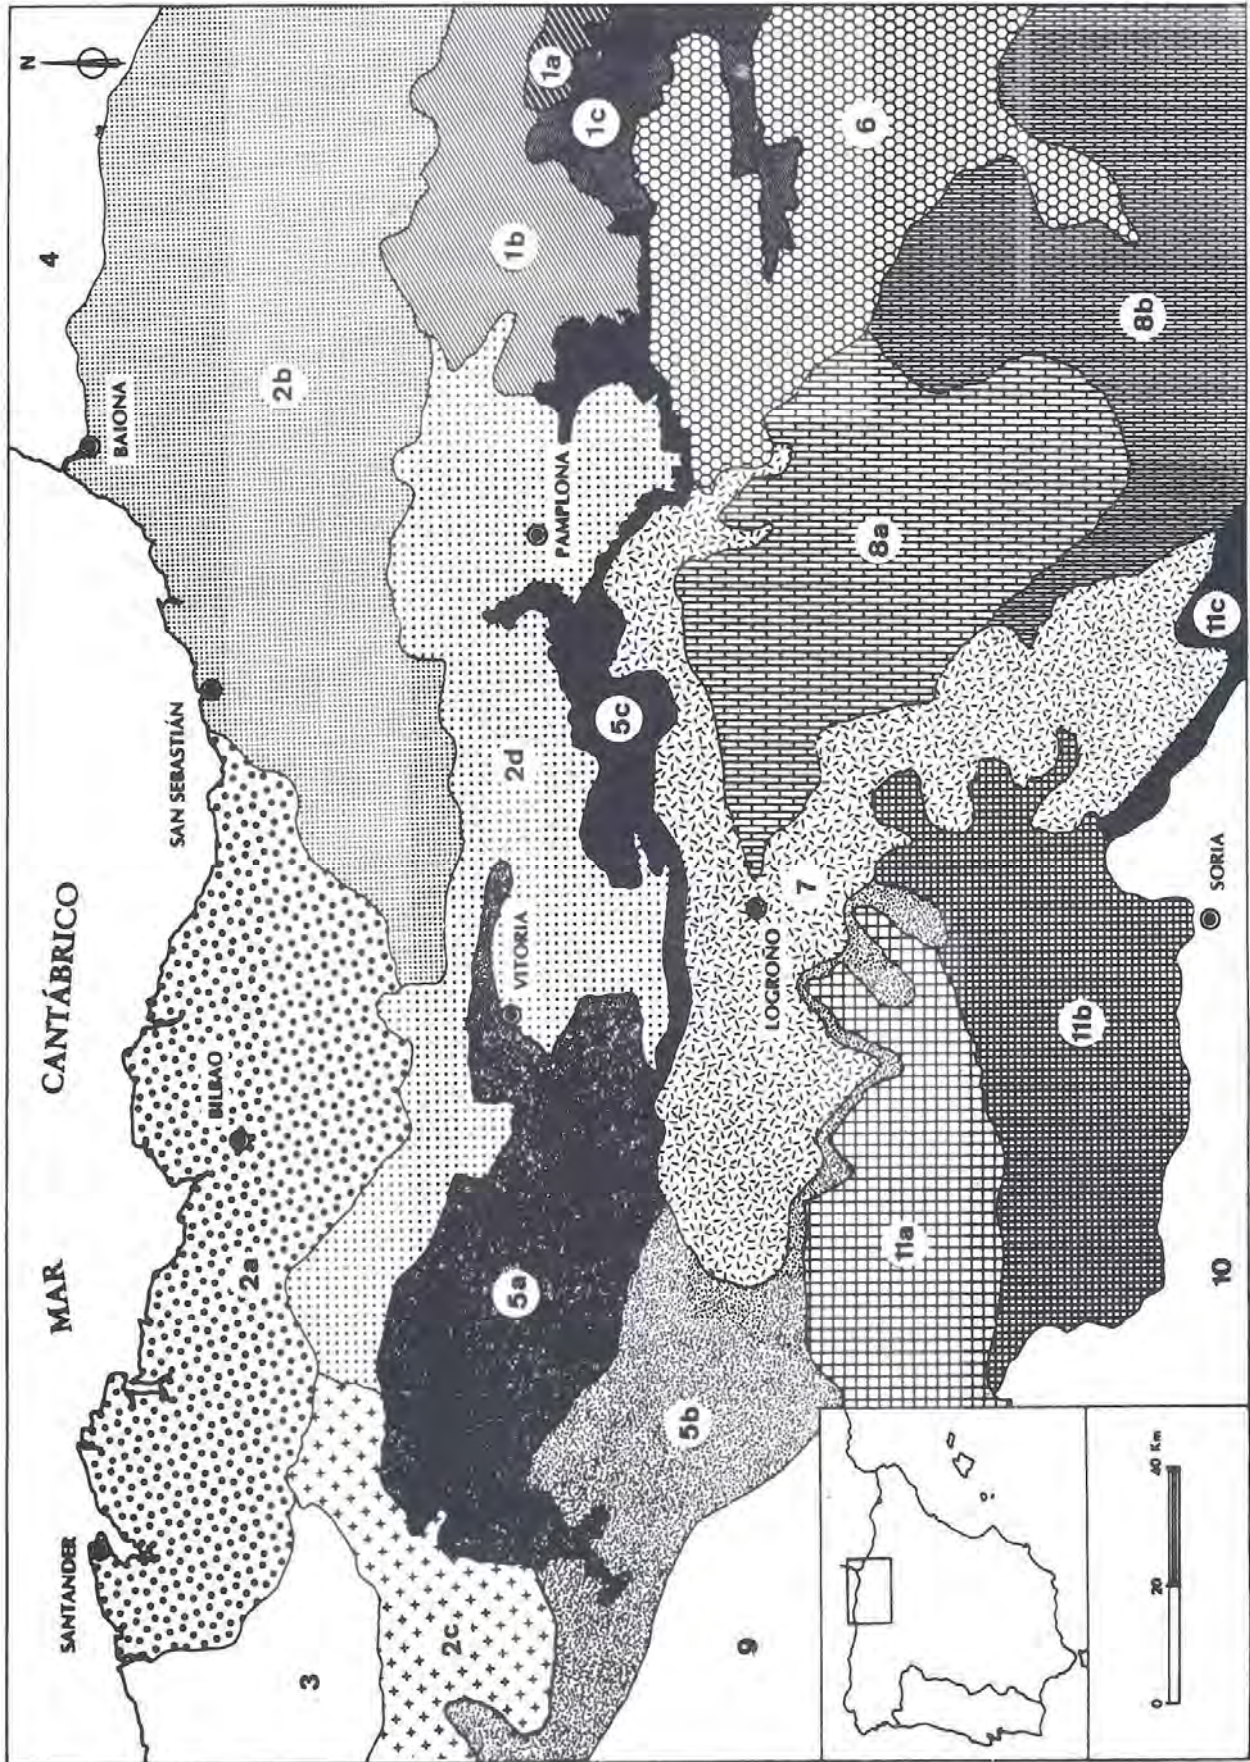 N
4
MAR CANTÁBRICO
SANTANDER
BAIONA
SAN SEBASTIÁN
BILBAO
2a
2b
3
2c
5a
2d
1b
VITORIA
1a
PAMPLONA
1c
5c
5b
9
LOGROÑO
7
6
8a
11a
11b
8b
0 20 40 Km
SORIA
11c
10